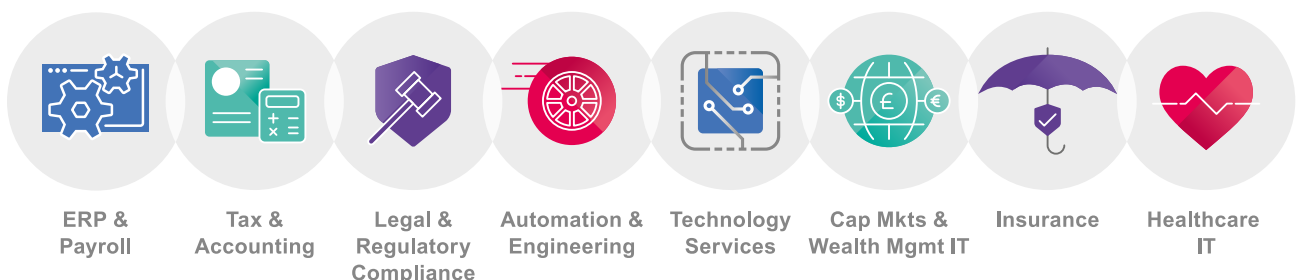 $
£
€
ERP &
Payroll
Tax &
Accounting
Legal &
Regulatory
Compliance
Automation &
Engineering
Technology
Services
Cap Mkts &
Wealth Mgmt IT
Insurance
Healthcare
IT